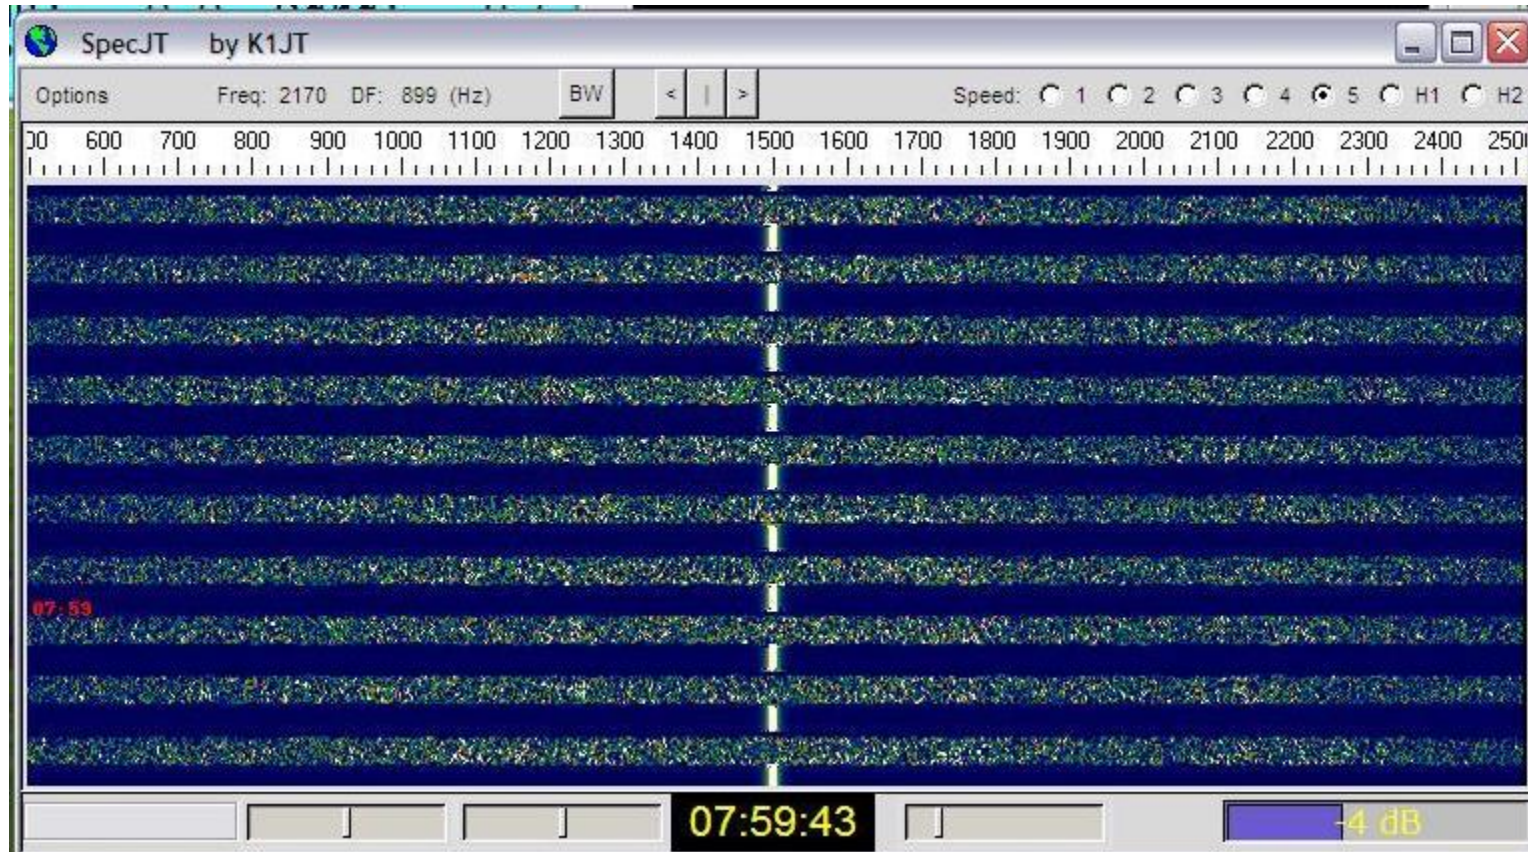 SpecJT by K1JT
Options Freq: 2170 DF: 899 (Hz) BW < | > Speed: 1 2 3 4 5 H1 H2
00 600 700 800 900 1000 1100 1200 1300 1400 1500 1600 1700 1800 1900 2000 2100 2200 2300 2400 250
07:59
07:59:43
-4 dB